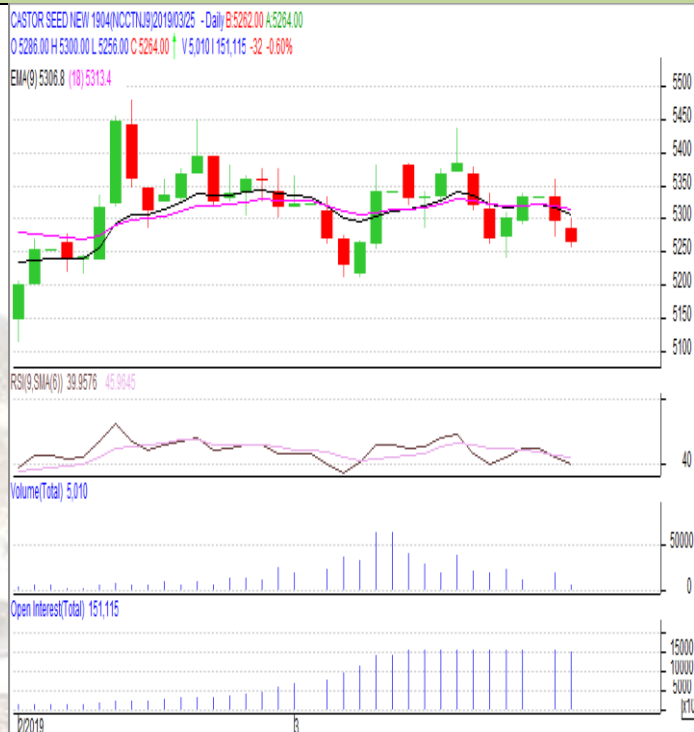 CASTOR SEED NEW 1904(NCCTNJ9)2019/03/25 - Daily B:5262.00 A:5264.00
O 5286.00 H 5300.00 L 5256.00 C 5264.00 V 5,010 I 151,115 -32 -0.60%
EMA(9) 5306.8 (18) 5313.4
5500
5450
5400
5350
5300
5250
5200
5150
5100
RSI(9,SMA(6)) 39.9576 45.9645
40
Volume(Total) 5,010
50000
0
Open Interest(Total) 151,115
15000
10000
5000
2/2019 3